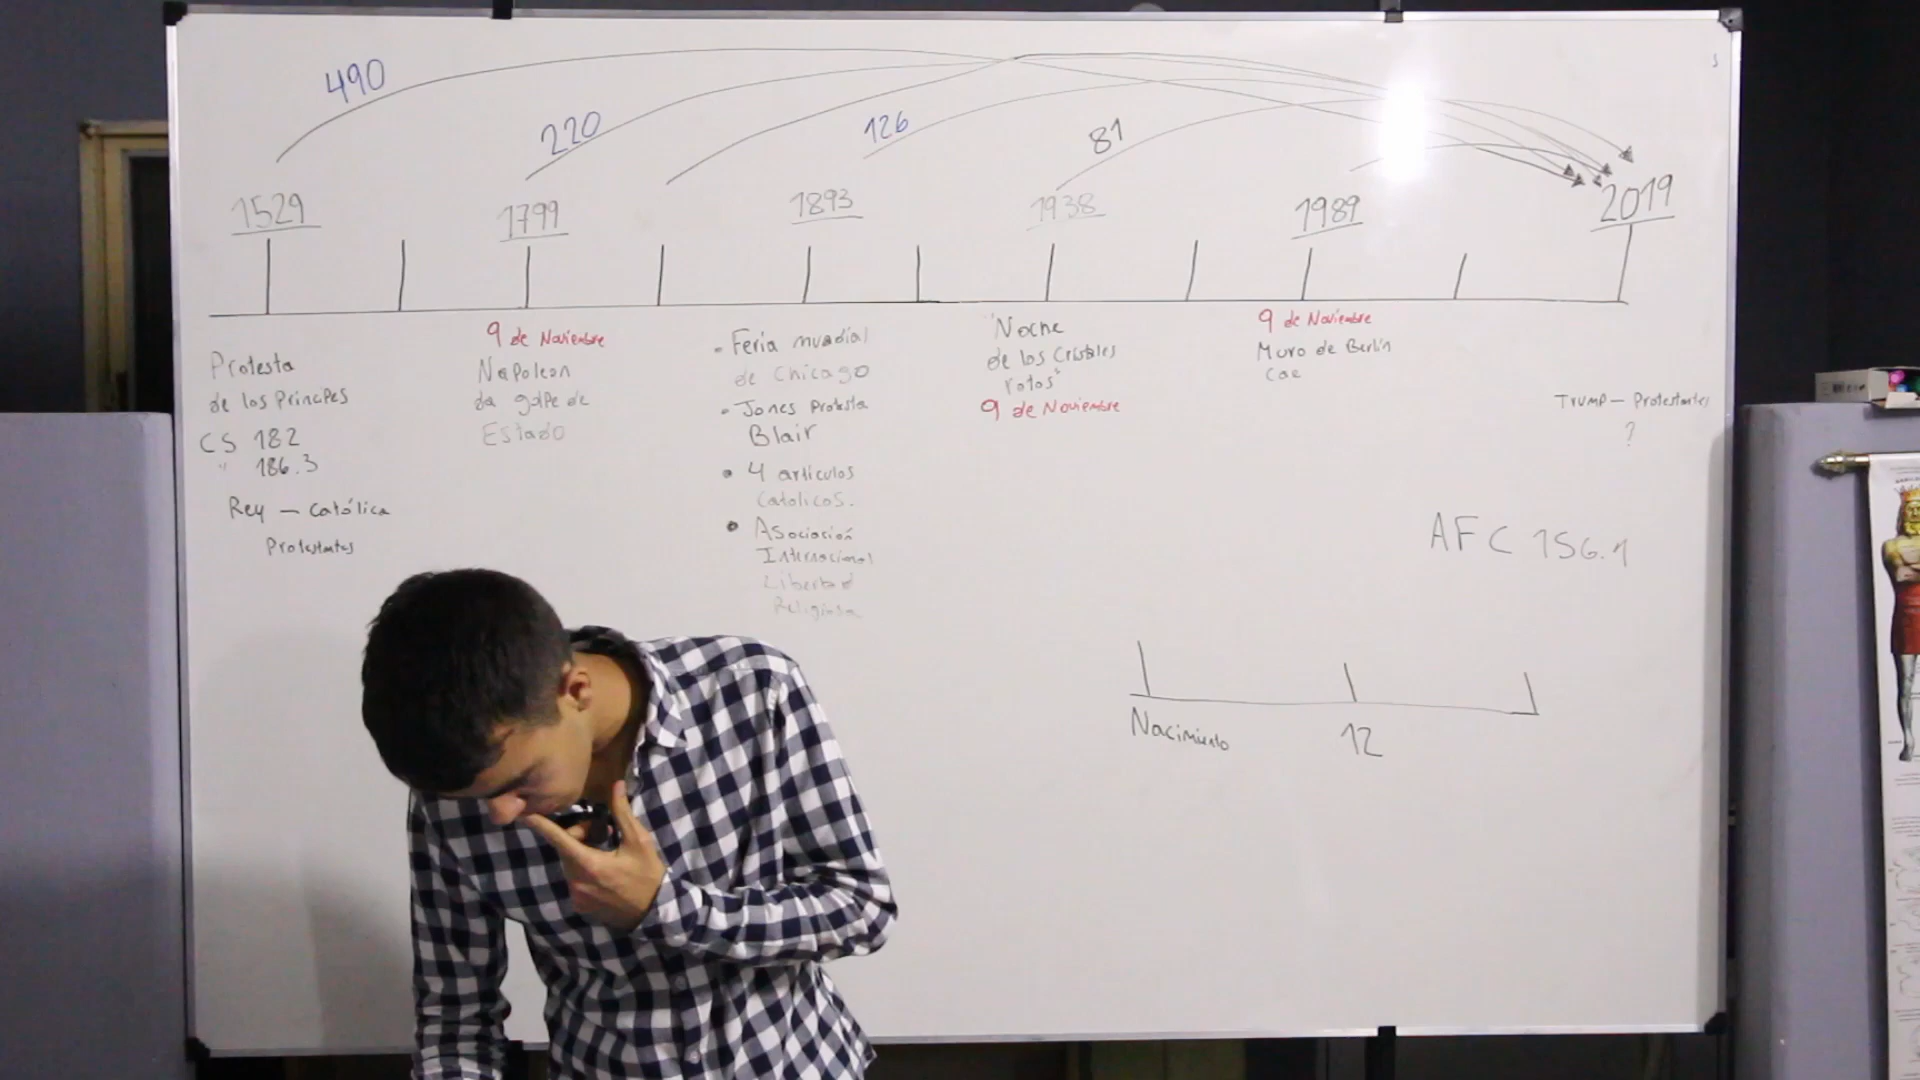 490
220
126
81
1529
1799
1893
1938
1989
2019
Protesta
de los Principes
CS 182
" 186.3
Rey — Católica
Protestantes
9 de Noviembre
Napoleon
da golpe de
Estado
• Feria mundial
de Chicago
• Jones Protesta
Blair
• 4 articulos
Catolicos.
• Asociación
Internacional
Libertad
Religiosa
"Noche
de los Cristales
rotos"
9 de Noviembre
9 de Noviembre
Muro de Berlín
Cae
Trump — Protestantes
?
AFC 156.1
Nacimiento
12